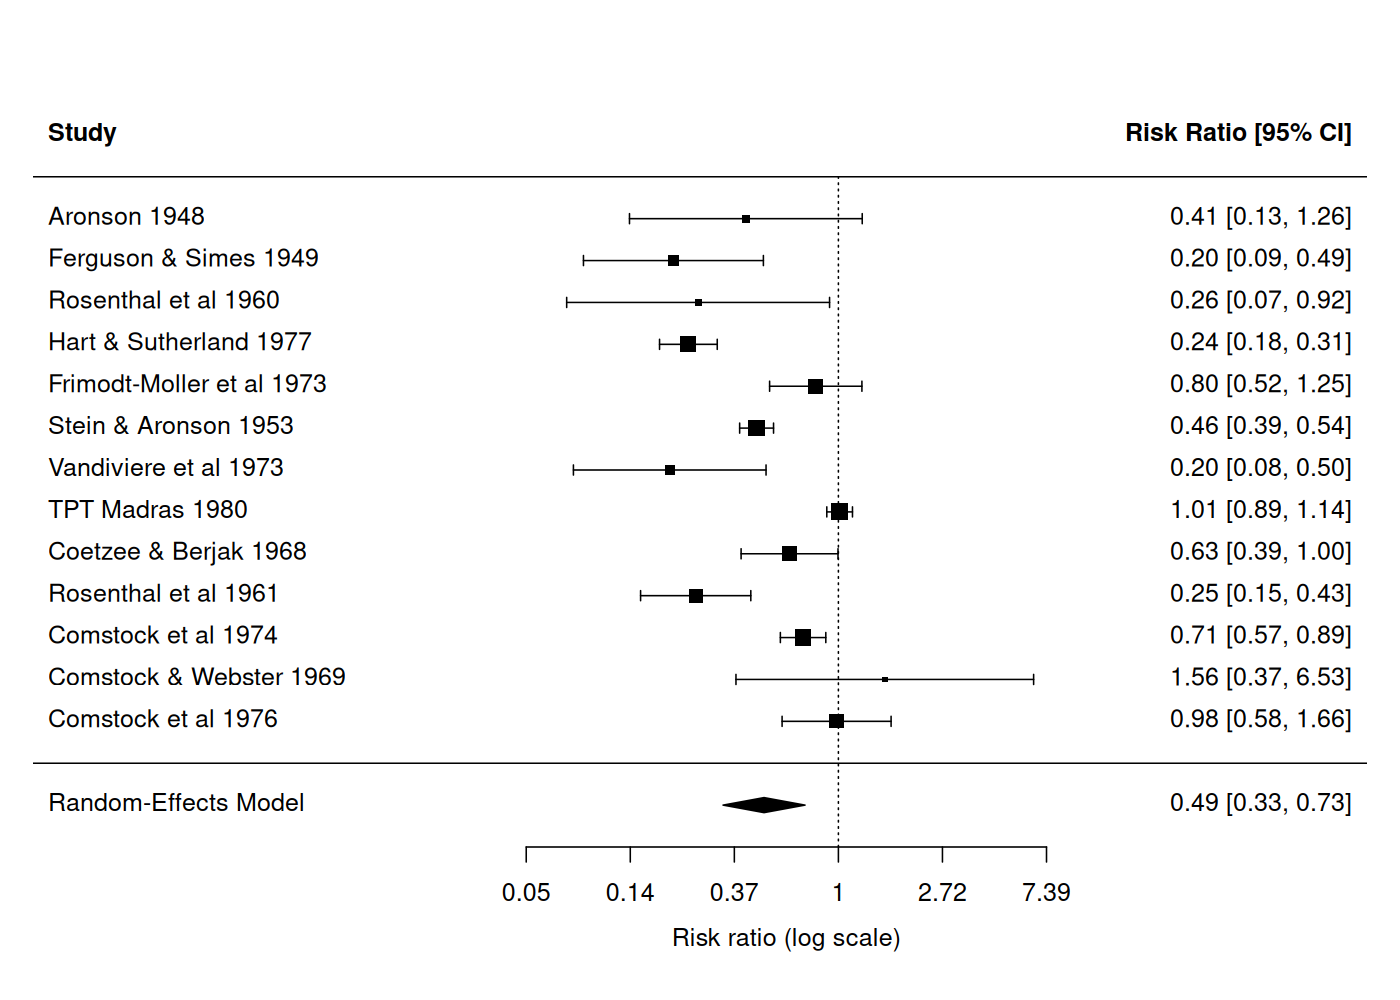 Study Risk Ratio [95% CI]
Aronson 1948 0.41 [0.13, 1.26]
Ferguson & Simes 1949 0.20 [0.09, 0.49]
Rosenthal et al 1960 0.26 [0.07, 0.92]
Hart & Sutherland 1977 0.24 [0.18, 0.31]
Frimodt-Moller et al 1973 0.80 [0.52, 1.25]
Stein & Aronson 1953 0.46 [0.39, 0.54]
Vandiviere et al 1973 0.20 [0.08, 0.50]
TPT Madras 1980 1.01 [0.89, 1.14]
Coetzee & Berjak 1968 0.63 [0.39, 1.00]
Rosenthal et al 1961 0.25 [0.15, 0.43]
Comstock et al 1974 0.71 [0.57, 0.89]
Comstock & Webster 1969 1.56 [0.37, 6.53]
Comstock et al 1976 0.98 [0.58, 1.66]
Random-Effects Model 0.49 [0.33, 0.73]
0.05 0.14 0.37 1 2.72 7.39
Risk ratio (log scale)